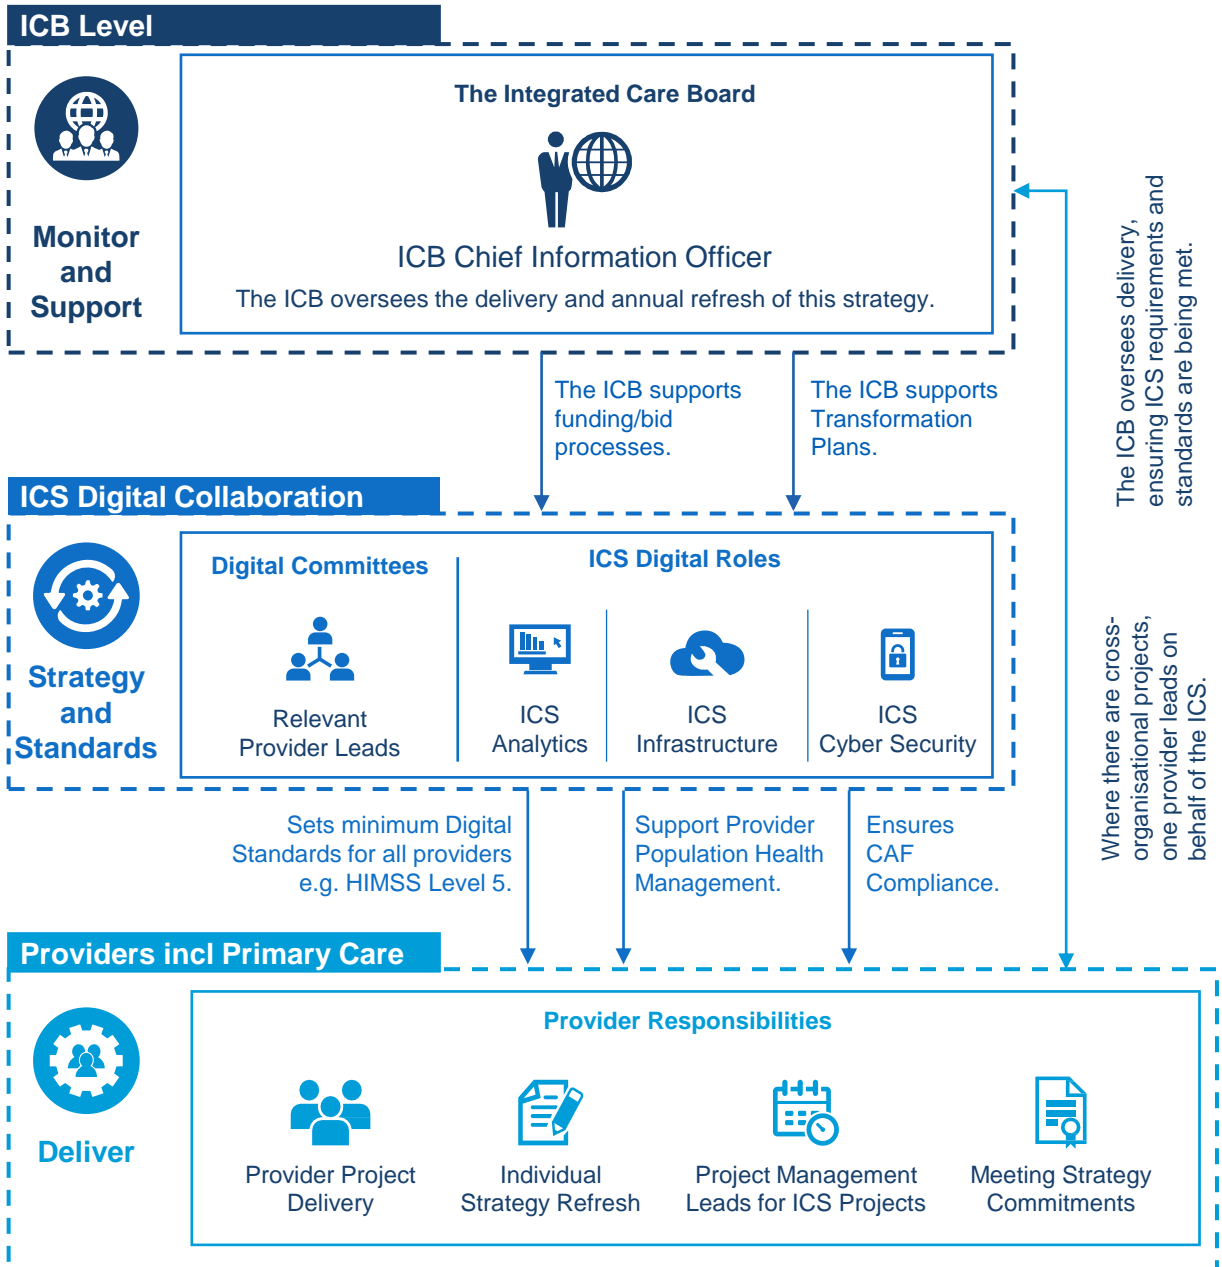 ICB Level
Monitor
and
Support
The Integrated Care Board
ICB Chief Information Officer
The ICB oversees the delivery and annual refresh of this strategy.
The ICB supports
funding/bid
processes.
The ICB supports
Transformation
Plans.
The ICB oversees delivery,
ensuring ICS requirements and
standards are being met.
ICS Digital Collaboration
Strategy
and
Standards
Digital Committees
Relevant
Provider Leads
ICS Digital Roles
ICS
Analytics
ICS
Infrastructure
ICS
Cyber Security
Where there are cross-
organisational projects,
one provider leads on
behalf of the ICS.
Sets minimum Digital
Standards for all providers
e.g. HIMSS Level 5.
Support Provider
Population Health
Management.
Ensures
CAF
Compliance.
Providers incl Primary Care
Deliver
Provider Responsibilities
Provider Project
Delivery
Individual
Strategy Refresh
Project Management
Leads for ICS Projects
Meeting Strategy
Commitments